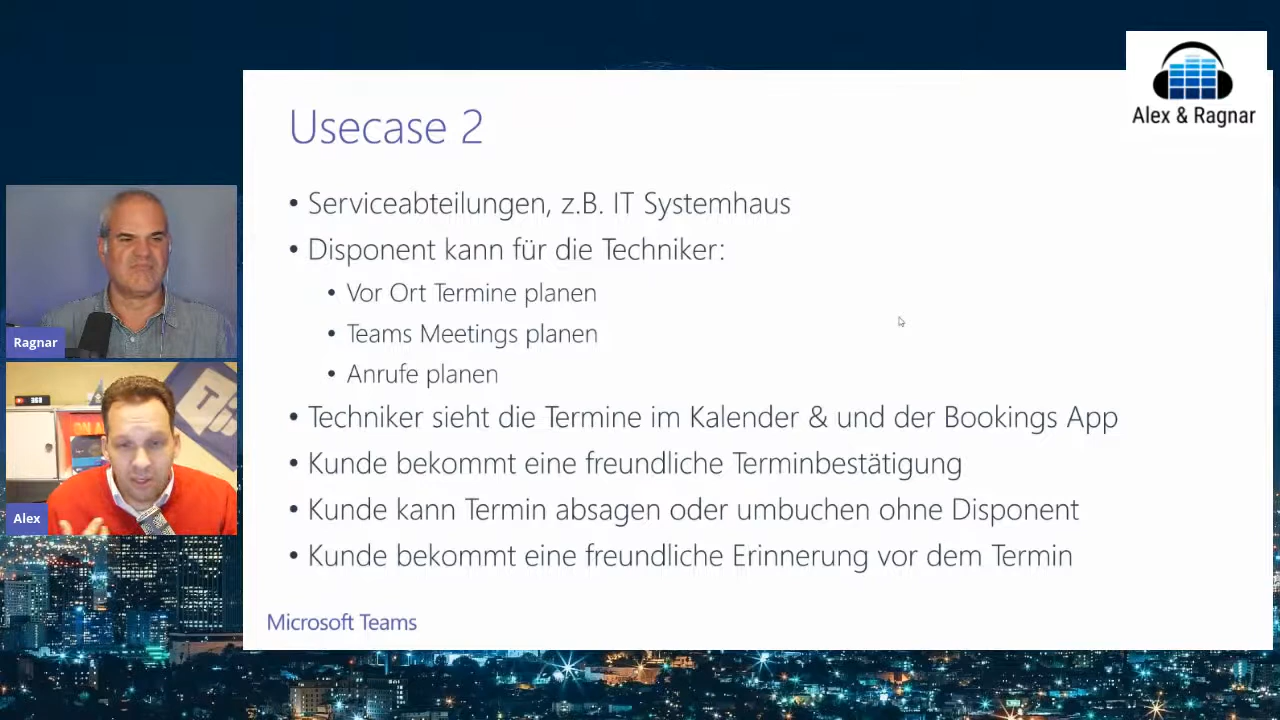 Alex & Ragnar
Usecase 2
• Serviceabteilungen, z.B. IT Systemhaus
• Disponent kann für die Techniker:
• Vor Ort Termine planen
• Teams Meetings planen
• Anrufe planen
• Techniker sieht die Termine im Kalender & und der Bookings App
• Kunde bekommt eine freundliche Terminbestätigung
• Kunde kann Termin absagen oder umbuchen ohne Disponent
• Kunde bekommt eine freundliche Erinnerung vor dem Termin
Microsoft Teams
Ragnar
Alex